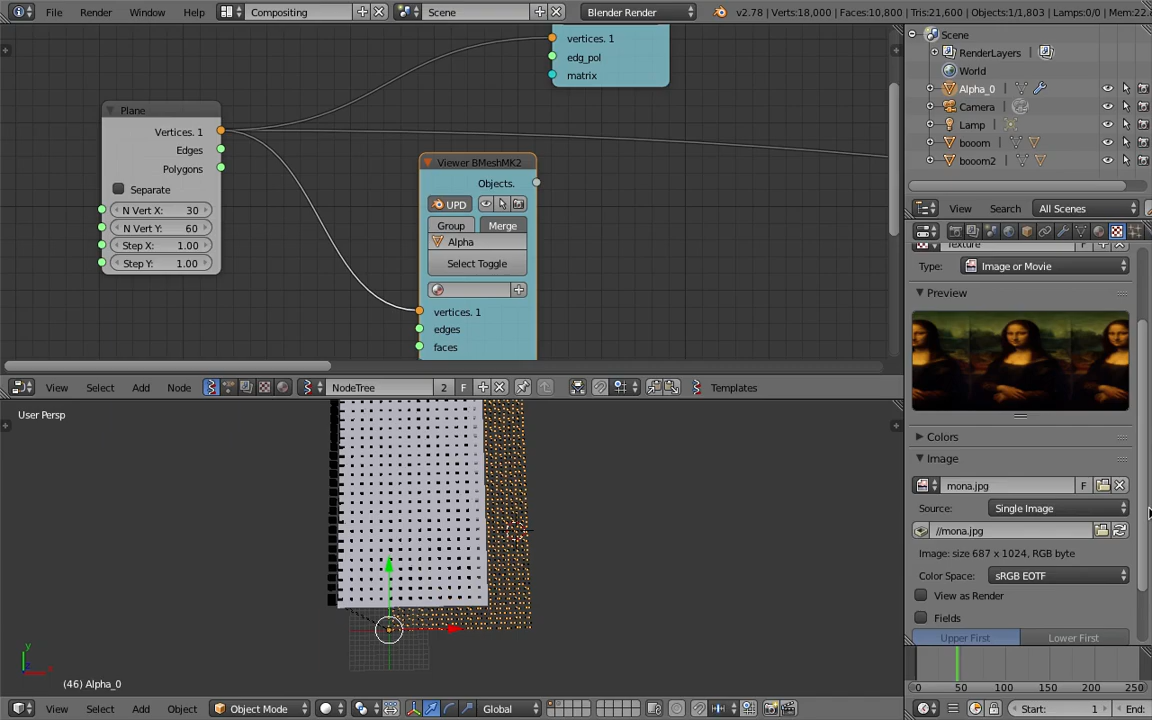 File Render Window Help Compositing Scene Blender Render v2.78 | Verts:18,000 | Faces:10,800 | Tris:21,600 | Objects:1/1,803 | Lamps:0/0 | Mem:22.
vertices. 1
edg_pol
matrix
Plane
Vertices. 1
Edges
Polygons
Separate
N Vert X: 30
N Vert Y: 60
Step X: 1.00
Step Y: 1.00
Viewer BMeshMK2
Objects.
UPD
Group Merge
Alpha
Select Toggle
vertices. 1
edges
faces
View Select Add Node NodeTree 2 F Templates
User Persp
(46) Alpha_0
y
x
View Select Add Object Object Mode Global
Scene
RenderLayers
World
Alpha_0
Camera
Lamp
booom
booom2
View Search All Scenes
Texture F
Type: Image or Movie
Preview
Colors
Image
mona.jpg F
Source: Single Image
//mona.jpg
Image: size 687 x 1024, RGB byte
Color Space: sRGB EOTF
View as Render
Fields
Upper First Lower First
0 50 100 150 200 250
Start: 1 End: